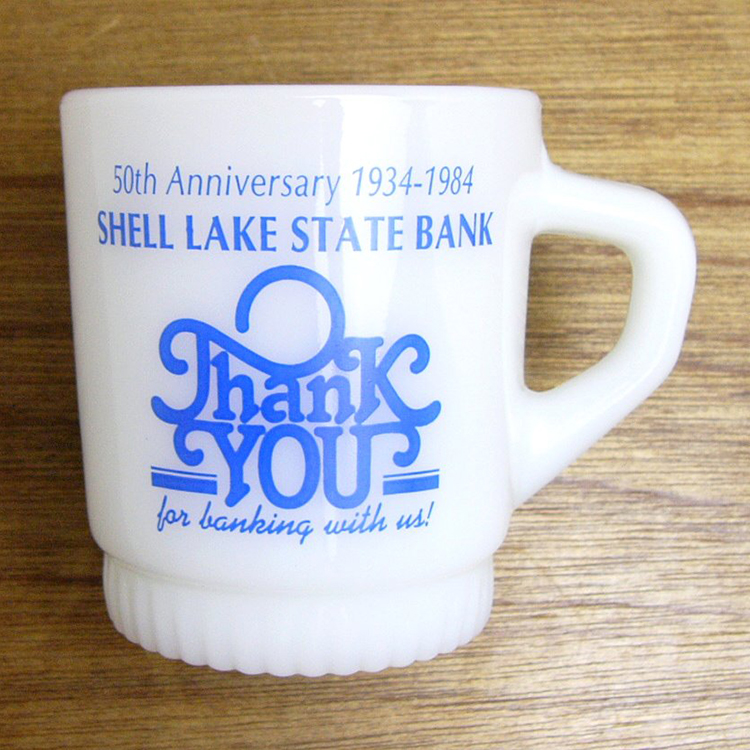 50th Anniversary 1934-1984
SHELL LAKE STATE BANK
Thank
YOU
for banking with us!